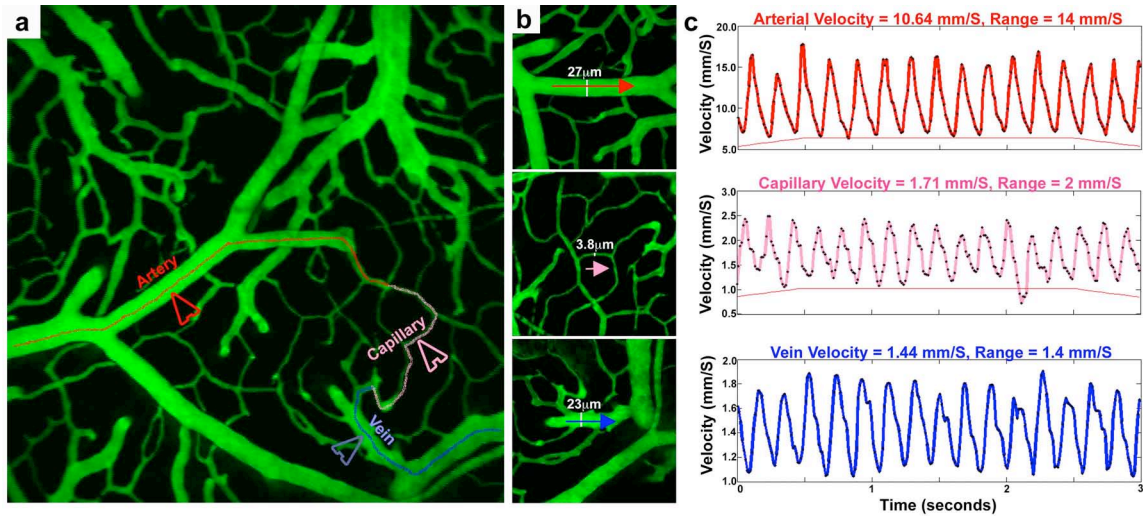 a
Artery
Capillary
Vein
b
27μm
3.8μm
23μm
c
Arterial Velocity = 10.64 mm/S, Range = 14 mm/S
Velocity (mm/S)
20.0
15.0
10.0
5.0
Capillary Velocity = 1.71 mm/S, Range = 2 mm/S
Velocity (mm/S)
3.0
2.5
2.0
1.5
1.0
0.5
Vein Velocity = 1.44 mm/S, Range = 1.4 mm/S
Velocity (mm/S)
2.0
1.8
1.6
1.4
1.2
1.0
0 1 2 3
Time (seconds)